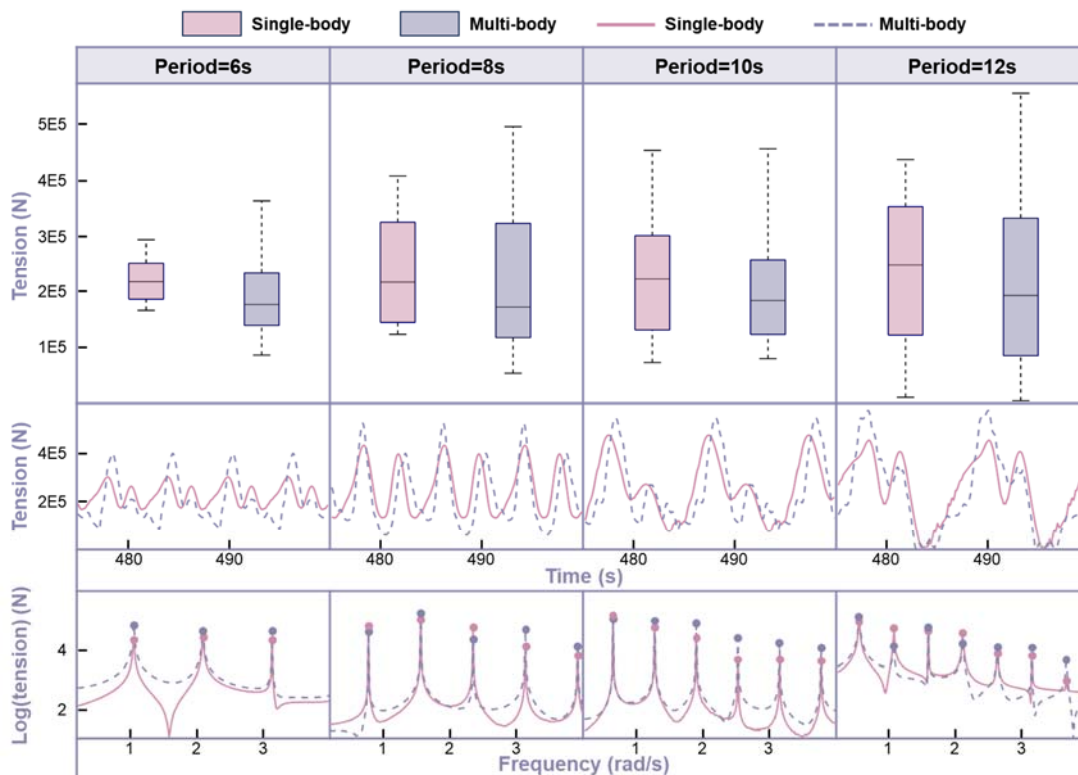 Single-body Multi-body Single-body Multi-body
Period=6s Period=8s Period=10s Period=12s
Tension (N)
5E5
4E5
3E5
2E5
1E5
Tension (N)
4E5
2E5
480 490 480 490 480 490 480 490
Time (s)
Log(tension) (N)
4
2
1 2 3 1 2 3 1 2 3 1 2 3
Frequency (rad/s)